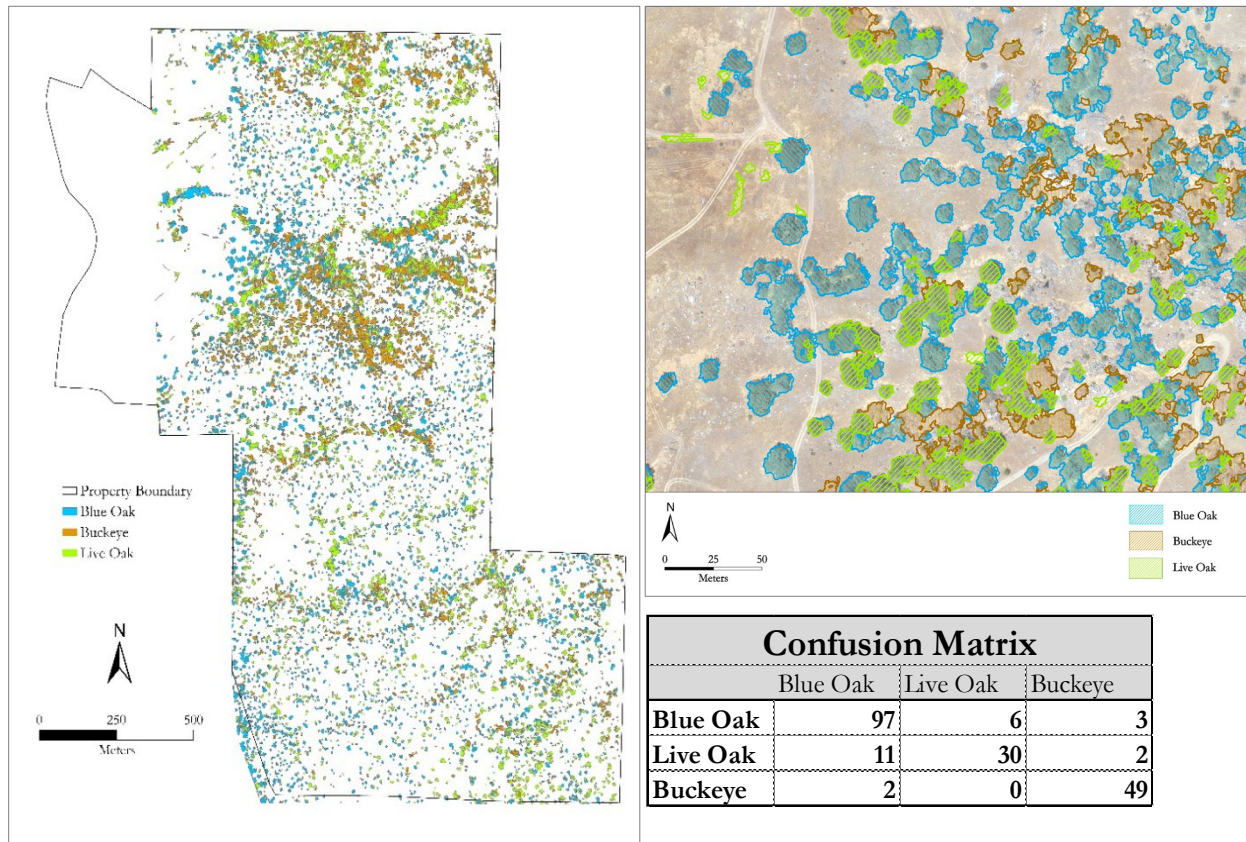 Property Boundary
Blue Oak
Buckeye
Live Oak
N
0 250 500
Meters
N
0 25 50
Meters
Blue Oak
Buckeye
Live Oak
Confusion Matrix
Blue Oak Live Oak Buckeye
Blue Oak 97 6 3
Live Oak 11 30 2
Buckeye 2 0 49